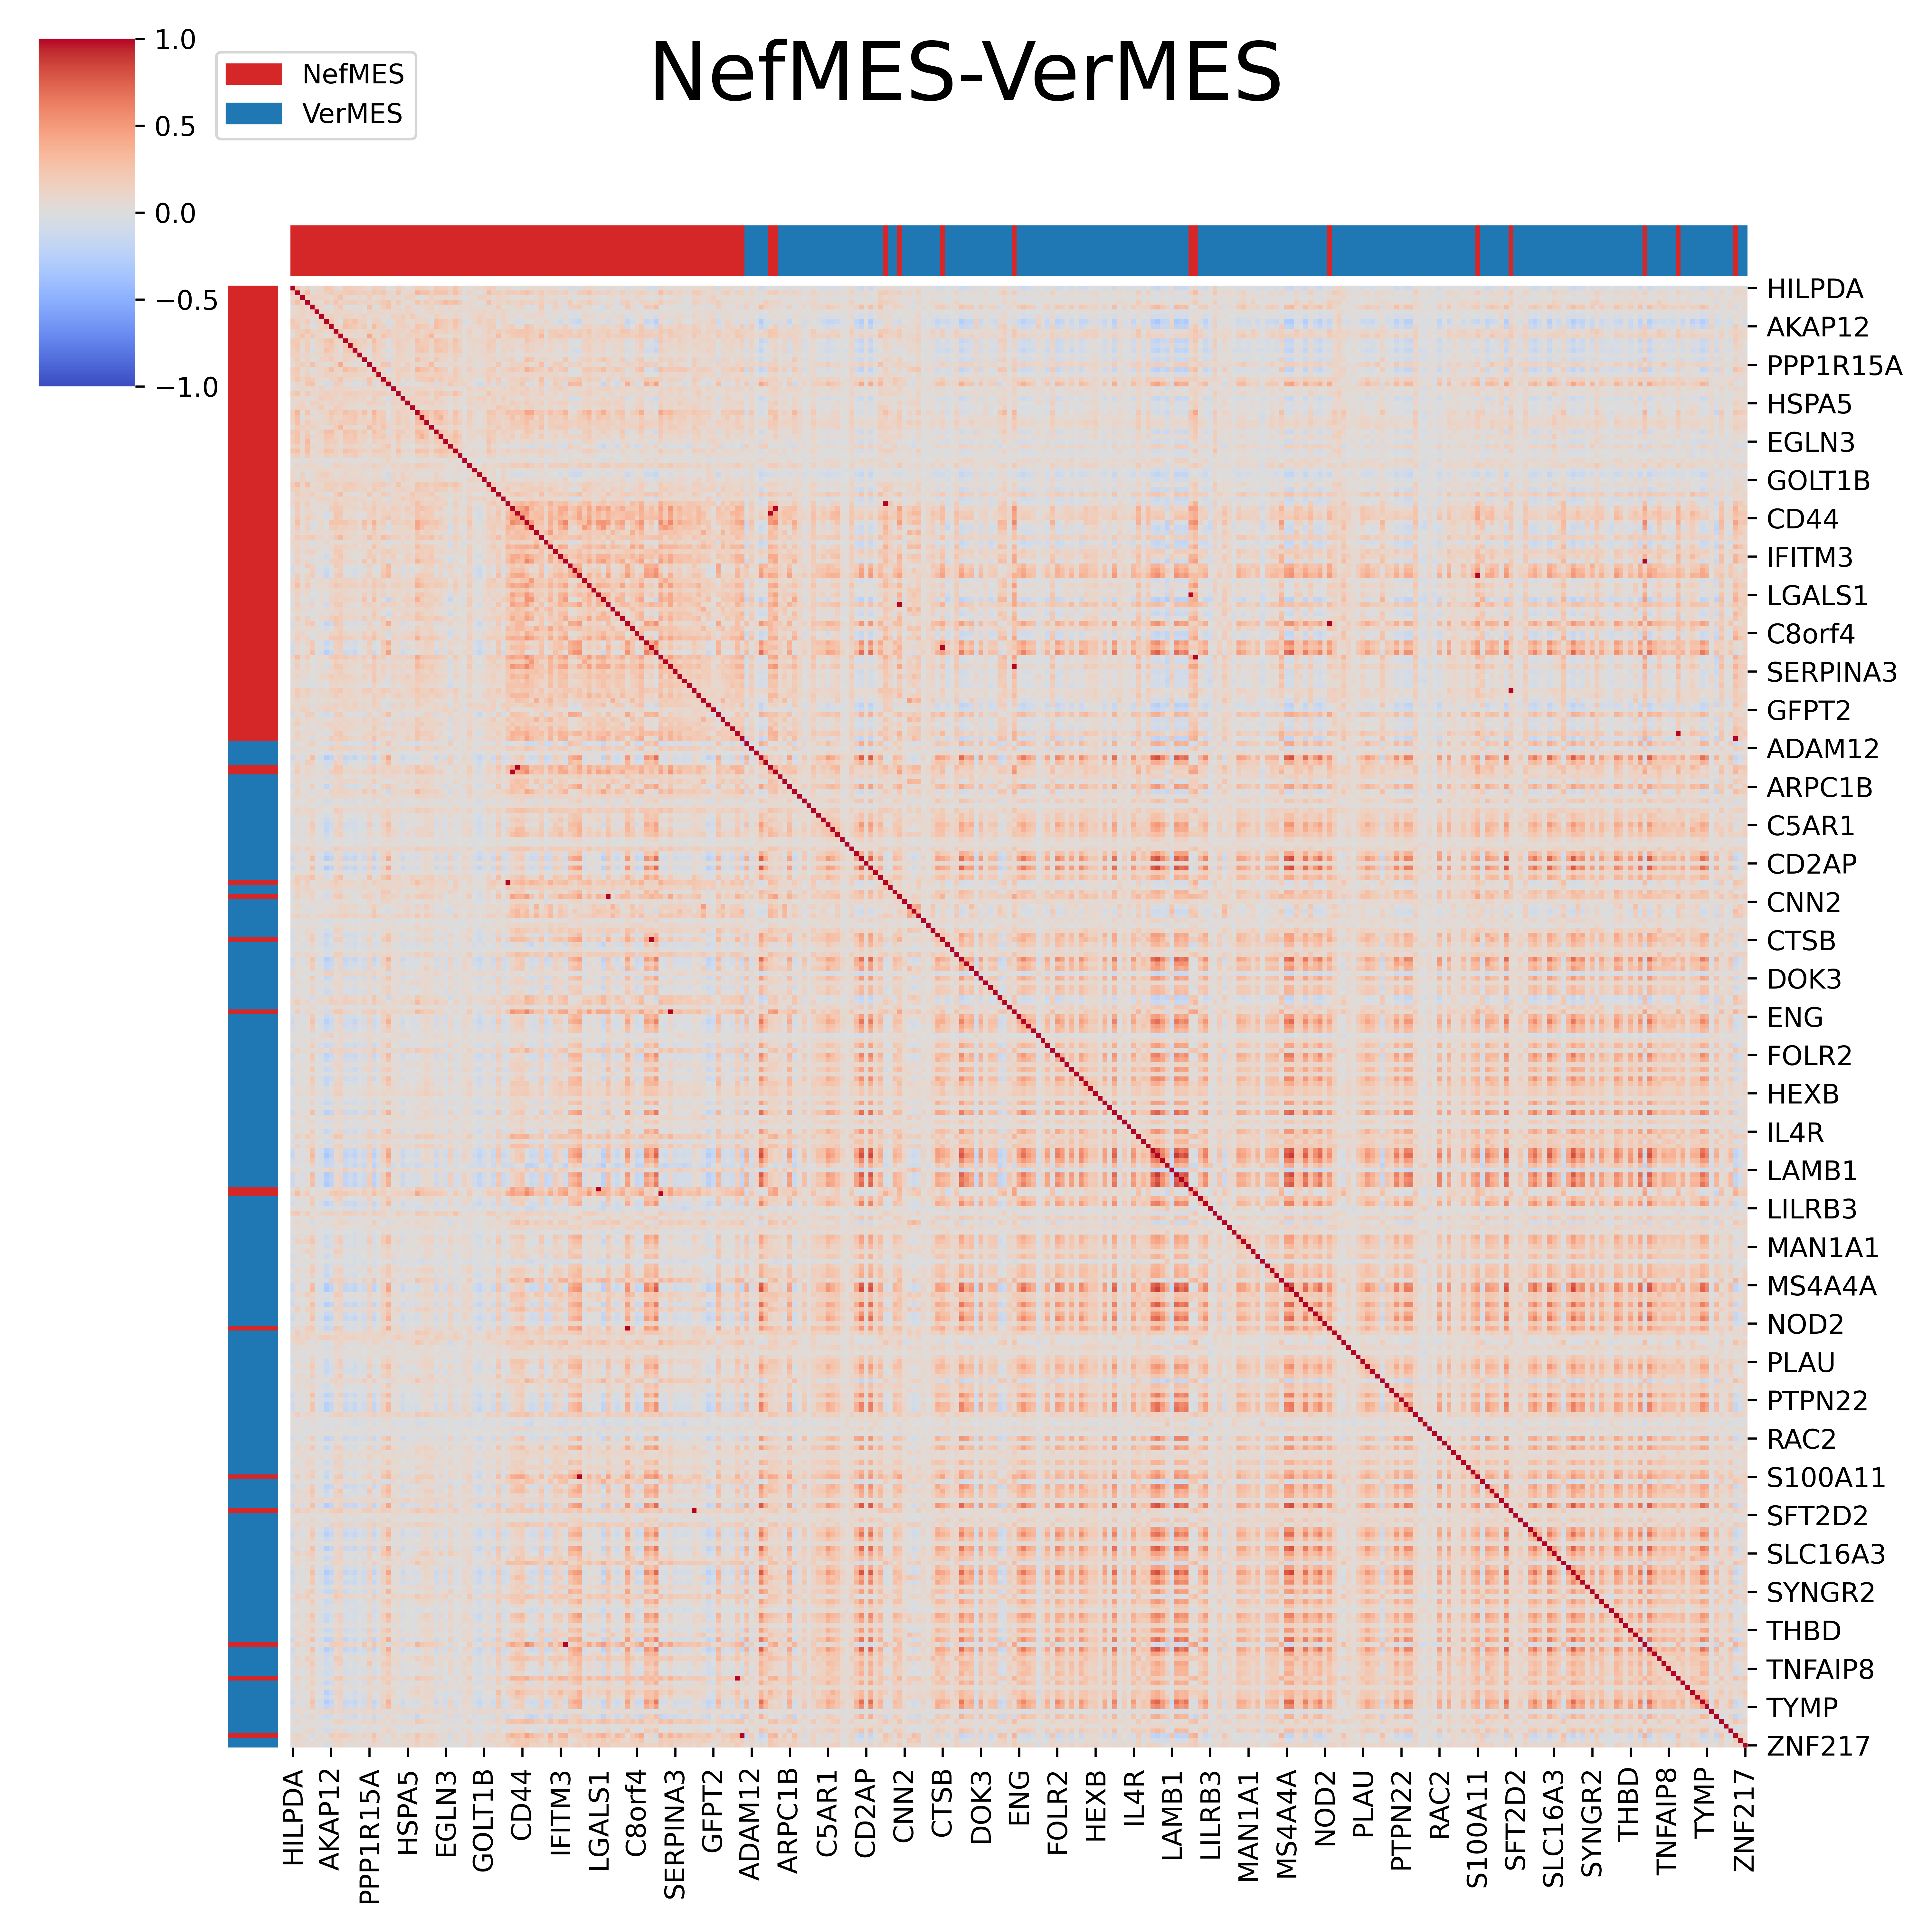 NefMES-VerMES
1.0
0.5
0.0
−0.5
−1.0
NefMES
VerMES
HILPDA
AKAP12
PPP1R15A
HSPA5
EGLN3
GOLT1B
CD44
IFITM3
LGALS1
C8orf4
SERPINA3
GFPT2
ADAM12
ARPC1B
C5AR1
CD2AP
CNN2
CTSB
DOK3
ENG
FOLR2
HEXB
IL4R
LAMB1
LILRB3
MAN1A1
MS4A4A
NOD2
PLAU
PTPN22
RAC2
S100A11
SFT2D2
SLC16A3
SYNGR2
THBD
TNFAIP8
TYMP
ZNF217
HILPDA
AKAP12
PPP1R15A
HSPA5
EGLN3
GOLT1B
CD44
IFITM3
LGALS1
C8orf4
SERPINA3
GFPT2
ADAM12
ARPC1B
C5AR1
CD2AP
CNN2
CTSB
DOK3
ENG
FOLR2
HEXB
IL4R
LAMB1
LILRB3
MAN1A1
MS4A4A
NOD2
PLAU
PTPN22
RAC2
S100A11
SFT2D2
SLC16A3
SYNGR2
THBD
TNFAIP8
TYMP
ZNF217